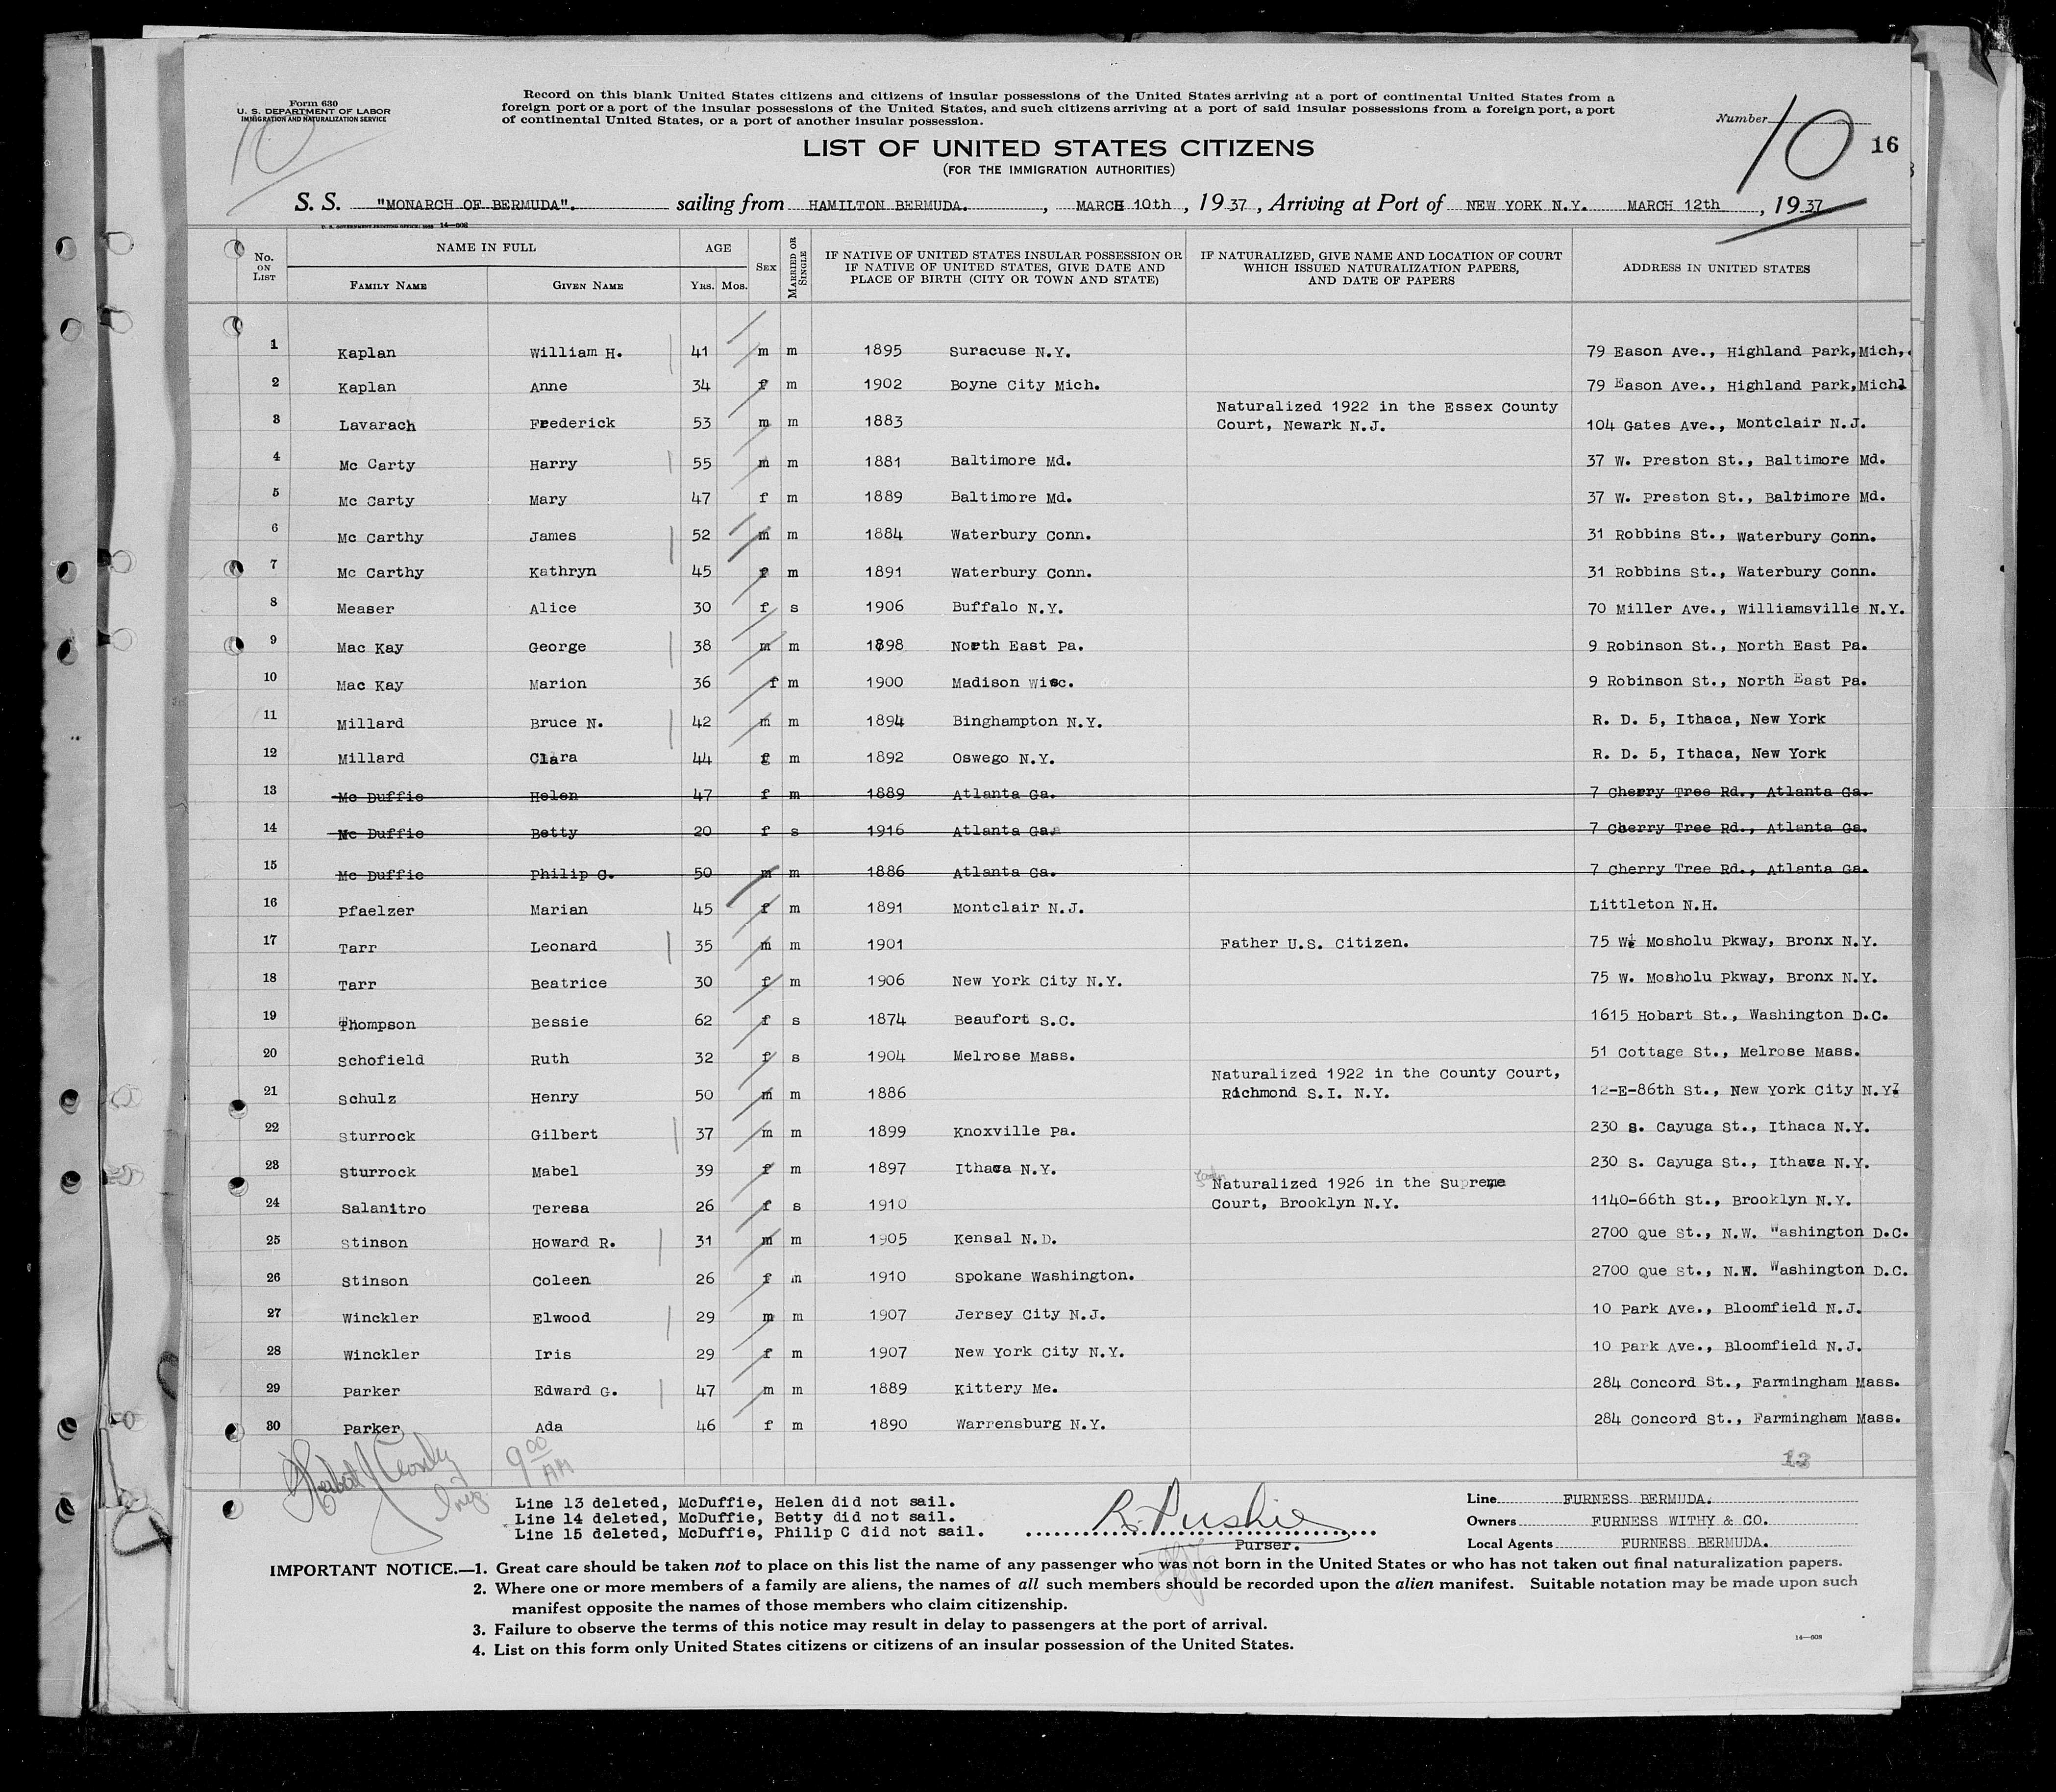 Form 630
U. S. DEPARTMENT OF LABOR
IMMIGRATION AND NATURALIZATION SERVICE
10
Record on this blank United States citizens and citizens of insular possessions of the United States arriving at a port of continental United States from a
foreign port or a port of the insular possessions of the United States, and such citizens arriving at a port of said insular possessions from a foreign port, a port
of continental United States, or a port of another insular possession.
Number 10
16
LIST OF UNITED STATES CITIZENS
(FOR THE IMMIGRATION AUTHORITIES)
S. S. "MONARCH OF BERMUDA". sailing from HAMILTON BERMUDA. , MARCH 10th , 19 37 , Arriving at Port of NEW YORK N.Y. MARCH 12th , 19 37
U. S. GOVERNMENT PRINTING OFFICE: 14—608
No. ON LIST NAME IN FULL FAMILY NAME GIVEN NAME AGE YRS. MOS. SEX MARRIED OR SINGLE IF NATIVE OF UNITED STATES INSULAR POSSESSION OR IF NATIVE OF UNITED STATES, GIVE DATE AND PLACE OF BIRTH (CITY OR TOWN AND STATE) IF NATURALIZED, GIVE NAME AND LOCATION OF COURT WHICH ISSUED NATURALIZATION PAPERS, AND DATE OF PAPERS ADDRESS IN UNITED STATES
1 Kaplan William H. 41 m m 1895 Suracuse N.Y. 79 Eason Ave., Highland Park, Mich,.
2 Kaplan Anne 34 f m 1902 Boyne City Mich. 79 Eason Ave., Highland Park, Mich.
3 Lavarach Frederick 53 m m 1883 Naturalized 1922 in the Essex County Court, Newark N.J. 104 Gates Ave., Montclair N.J.
4 Mc Carty Harry 55 m m 1881 Baltimore Md. 37 W. Preston St., Baltimore Md.
5 Mc Carty Mary 47 f m 1889 Baltimore Md. 37 W. Preston St., Baltimore Md.
6 Mc Carthy James 52 m m 1884 Waterbury Conn. 31 Robbins St., Waterbury Conn.
7 Mc Carthy Kathryn 45 f m 1891 Waterbury Conn. 31 Robbins St., Waterbury Conn.
8 Measer Alice 30 f s 1906 Buffalo N.Y. 70 Miller Ave., Williamsville N.Y.
9 Mac Kay George 38 m m 1898 North East Pa. 9 Robinson St., North East Pa.
10 Mac Kay Marion 36 f m 1900 Madison Wisc. 9 Robinson St., North East Pa.
11 Millard Bruce N. 42 m m 1894 Binghampton N.Y. R. D. 5, Ithaca, New York
12 Millard Clara 44 f m 1892 Oswego N.Y. R. D. 5, Ithaca, New York
13 Mc Duffie Helen 47 f m 1889 Atlanta Ga. 7 Cherry Tree Rd., Atlanta Ga.
14 Mc Duffie Betty 20 f s 1916 Atlanta Ga. 7 Cherry Tree Rd., Atlanta Ga.
15 Mc Duffie Philip C. 50 m m 1886 Atlanta Ga. 7 Cherry Tree Rd., Atlanta Ga.
16 Pfaelzer Marian 45 f m 1891 Montclair N.J. Littleton N.H.
17 Tarr Leonard 35 m m 1901 Father U.S. Citizen. 75 W. Mosholu Pkway, Bronx N.Y.
18 Tarr Beatrice 30 f m 1906 New York City N.Y. 75 W. Mosholu Pkway, Bronx N.Y.
19 Thompson Bessie 62 f s 1874 Beaufort S.C. 1615 Hobart St., Washington D.C.
20 Schofield Ruth 32 f s 1904 Melrose Mass. 51 Cottage St., Melrose Mass.
21 Schulz Henry 50 m m 1886 Naturalized 1922 in the County Court, Richmond S.I. N.Y. 12-E-86th St., New York City N.Y.
22 Sturrock Gilbert 37 m m 1899 Knoxville Pa. 230 S. Cayuga St., Ithaca N.Y.
23 Sturrock Mabel 39 f m 1897 Ithaca N.Y. 230 S. Cayuga St., Ithaca N.Y.
24 Salanitro Teresa 26 f s 1910 Naturalized 1926 in the Supreme Court, Brooklyn N.Y. 1140-66th St., Brooklyn N.Y.
25 Stinson Howard R. 31 m m 1905 Kensal N.D. 2700 Que St., N.W. Washington D.C.
26 Stinson Coleen 26 f m 1910 Spokane Washington. 2700 Que St., N.W. Washington D.C.
27 Winckler Elwood 29 m m 1907 Jersey City N.J. 10 Park Ave., Bloomfield N.J.
28 Winckler Iris 29 f m 1907 New York City N.Y. 10 Park Ave., Bloomfield N.J.
29 Parker Edward G. 47 m m 1889 Kittery Me. 284 Concord St., Farmingham Mass.
30 Parker Ada 46 f m 1890 Warrensburg N.Y. 284 Concord St., Farmingham Mass.
9 00 AM
13
Line 13 deleted, McDuffie, Helen did not sail.
Line 14 deleted, McDuffie, Betty did not sail.
Line 15 deleted, McDuffie, Philip C did not sail.
Purser.
Line FURNESS BERMUDA.
Owners FURNESS WITHY & CO.
Local Agents FURNESS BERMUDA.
IMPORTANT NOTICE.—1. Great care should be taken not to place on this list the name of any passenger who was not born in the United States or who has not taken out final naturalization papers.
2. Where one or more members of a family are aliens, the names of all such members should be recorded upon the alien manifest. Suitable notation may be made upon such
manifest opposite the names of those members who claim citizenship.
3. Failure to observe the terms of this notice may result in delay to passengers at the port of arrival.
4. List on this form only United States citizens or citizens of an insular possession of the United States.
14—608